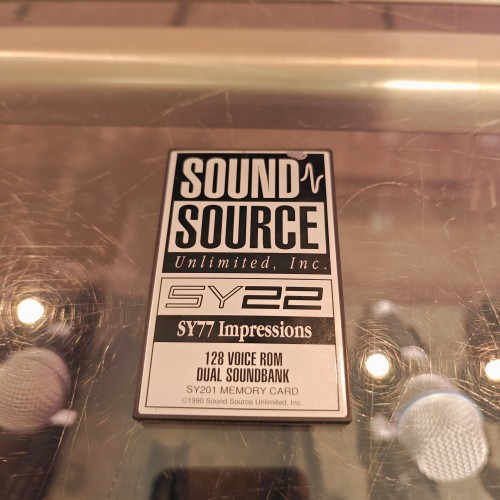 SOUND
SOURCE
Unlimited, Inc.
SY22
SY77 Impressions
128 VOICE ROM
DUAL SOUNDBANK
SY201 MEMORY CARD
©1990 Sound Source Unlimited, Inc.